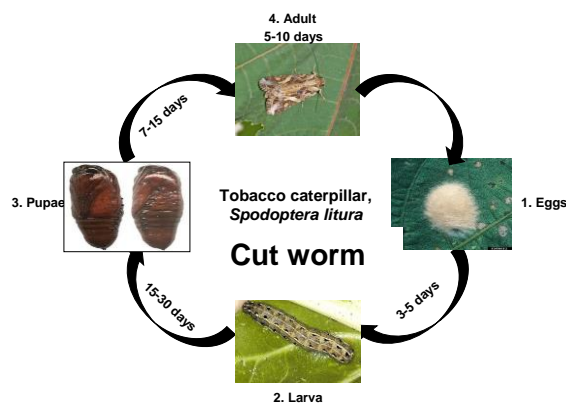 4. Adult
5-10 days
7-15 days
3. Pupae
Tobacco caterpillar,
Spodoptera litura
1. Eggs
Cut worm
15-30 days
3-5 days
2. Larva